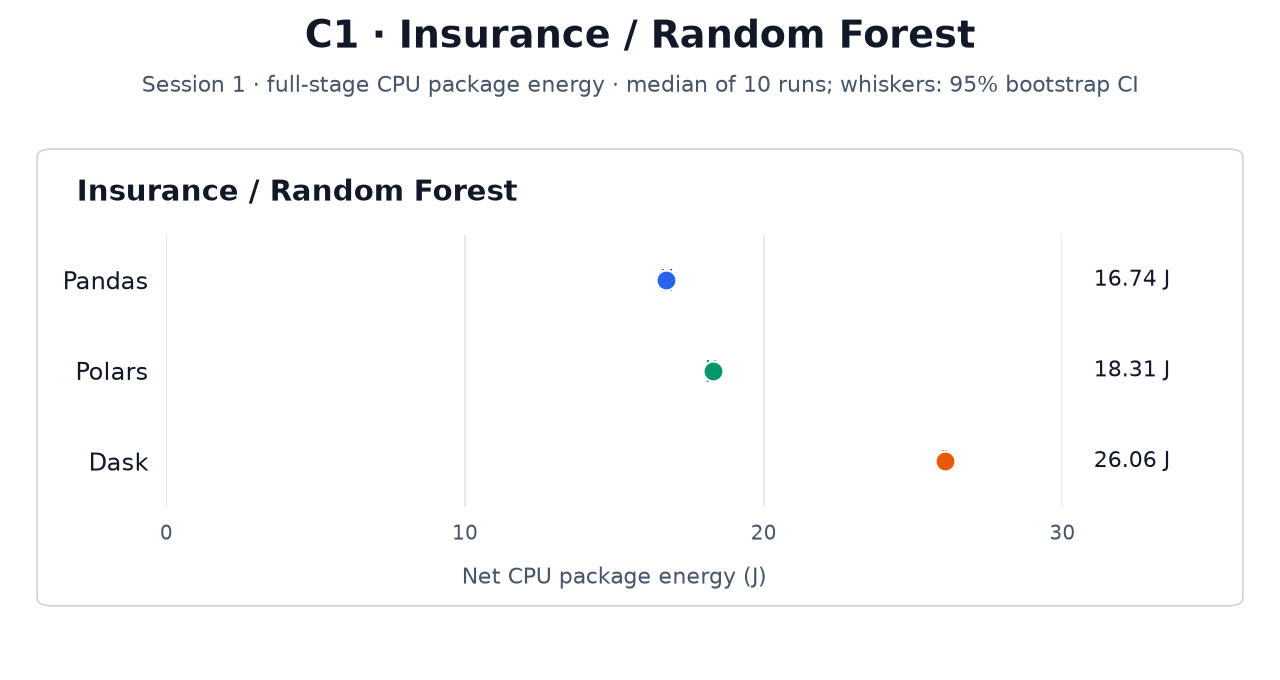 C1 · Insurance / Random Forest
Session 1 · full-stage CPU package energy · median of 10 runs; whiskers: 95% bootstrap CI
Insurance / Random Forest
Pandas 16.74 J
Polars 18.31 J
Dask 26.06 J
0 10 20 30
Net CPU package energy (J)